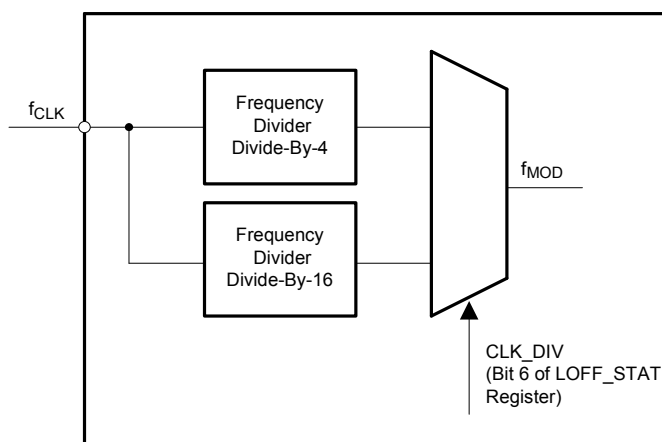 Frequency
Divider
Divide-By-4
fCLK
fMOD
Frequency
Divider
Divide-By-16
CLK_DIV
(Bit 6 of LOFF_STAT
Register)